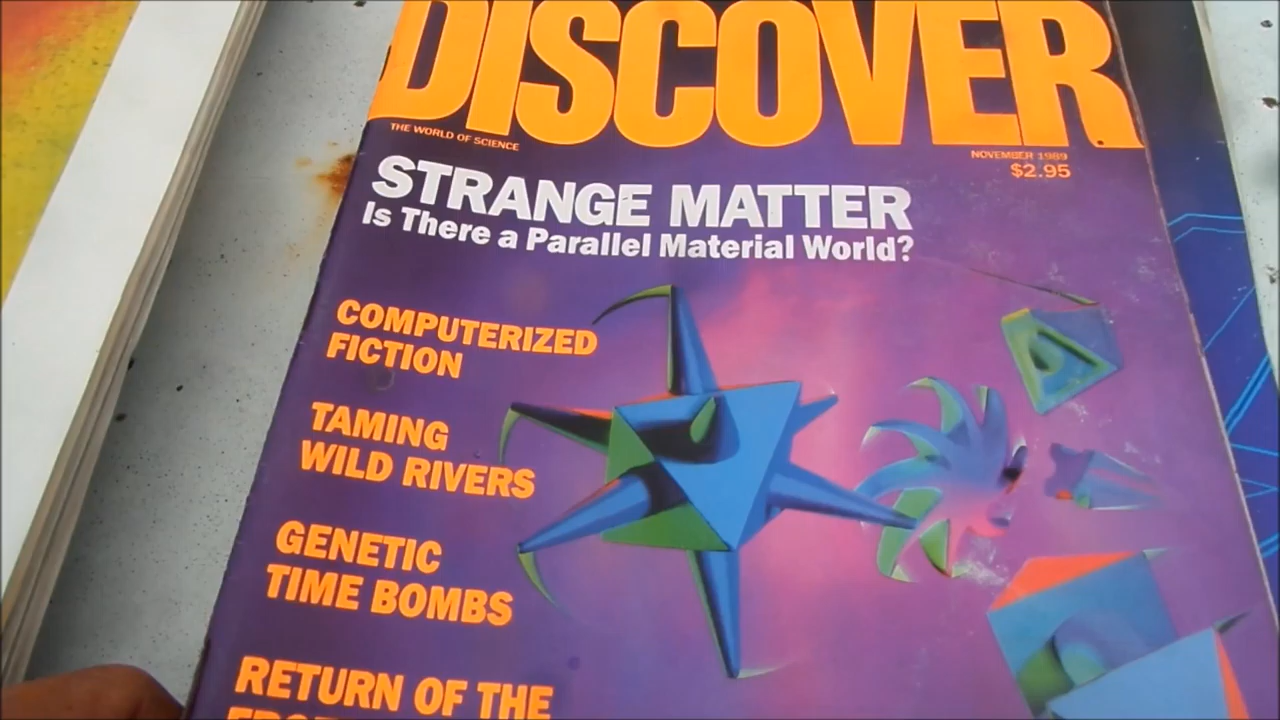 DISCOVER
THE WORLD OF SCIENCE
NOVEMBER 1989
$2.95
STRANGE MATTER
Is There a Parallel Material World?
COMPUTERIZED
FICTION
TAMING
WILD RIVERS
GENETIC
TIME BOMBS
RETURN OF THE